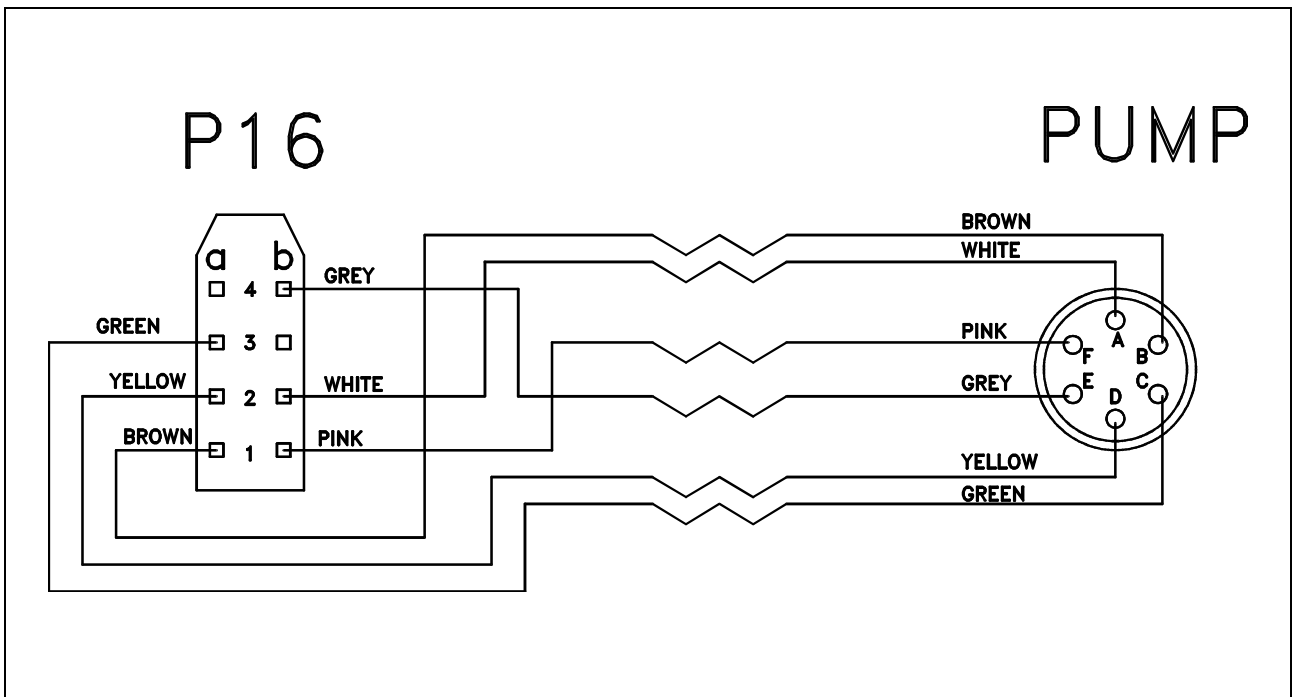 P16
PUMP
BROWN
WHITE
a b
4 GREY
GREEN 3
PINK
YELLOW 2 WHITE
GREY
BROWN 1 PINK
A
F B
E C
D
YELLOW
GREEN